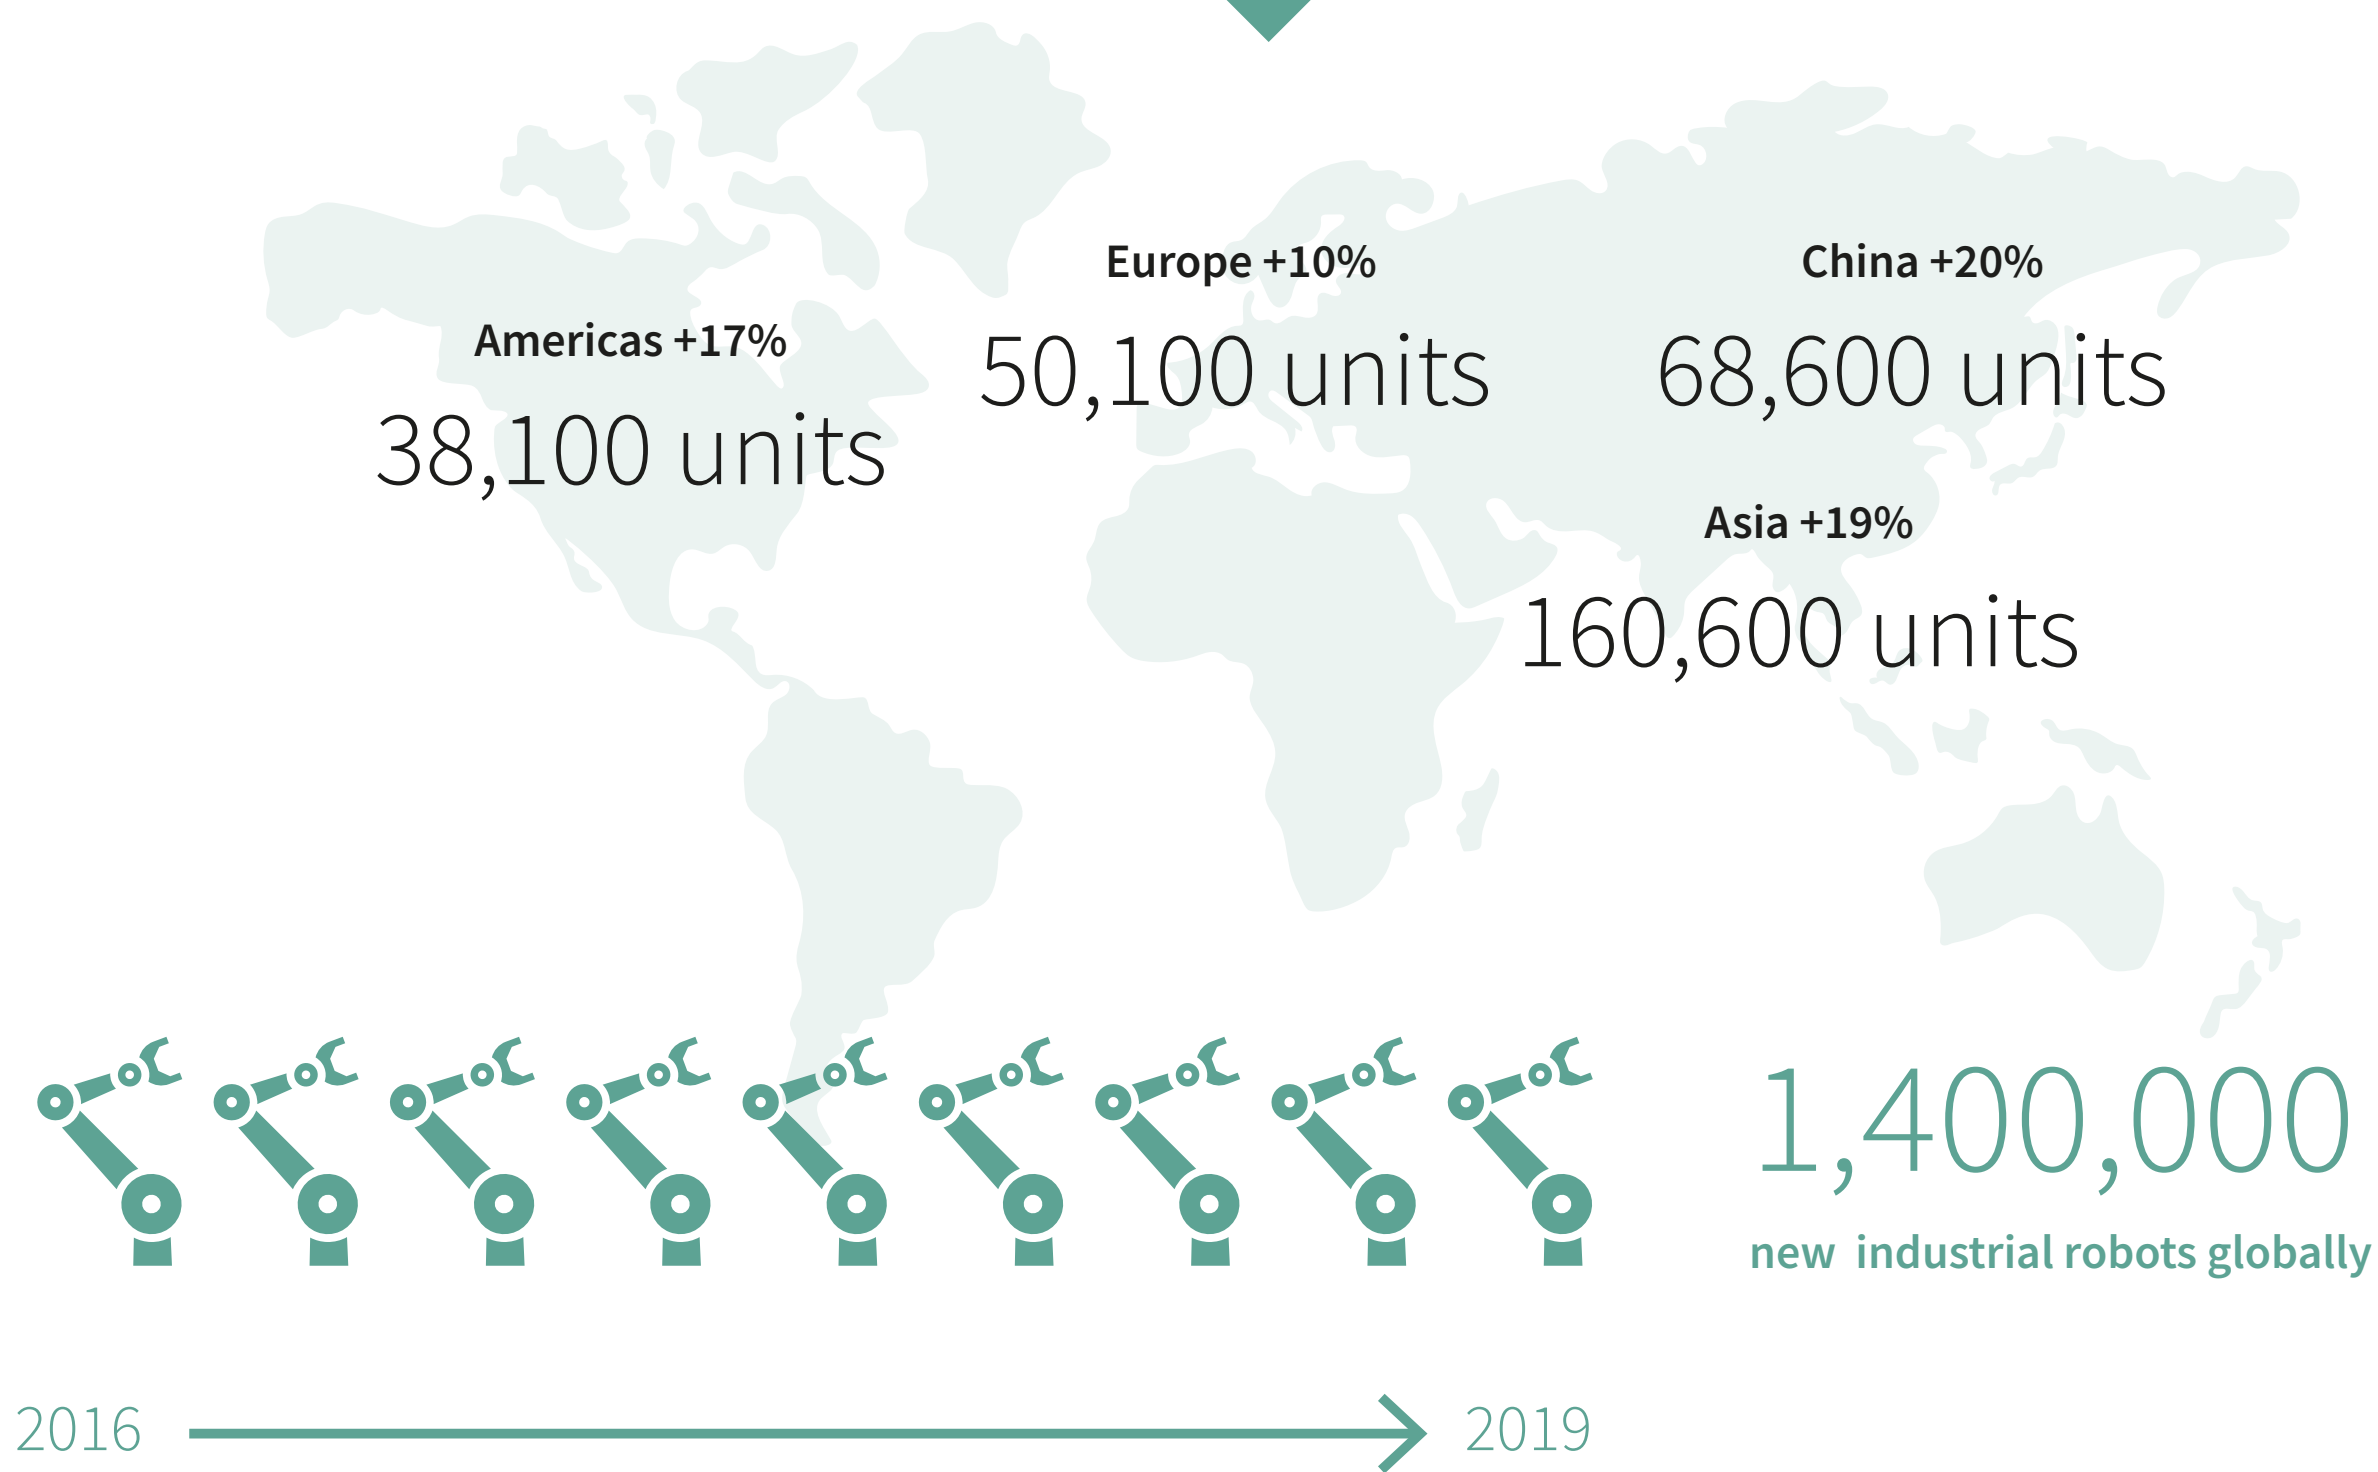 Europe +10%
50,100 units
China +20%
68,600 units
Americas +17%
38,100 units
Asia +19%
160,600 units
1,400,000
new  industrial robots globally
2016
2019